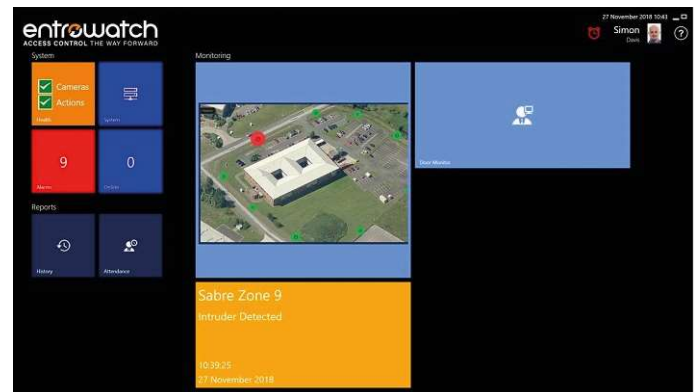 entrowatch
ACCESS CONTROL THE WAY FORWARD
27 November 2018 10:43
Simon
Davis
?
System
Cameras
Actions
Health
System
9
Alarms
0
Reports
History
Attendance
Monitoring
Sabre Zone 9
Intruder Detected
10:39:25
27 November 2018
Door Monitor